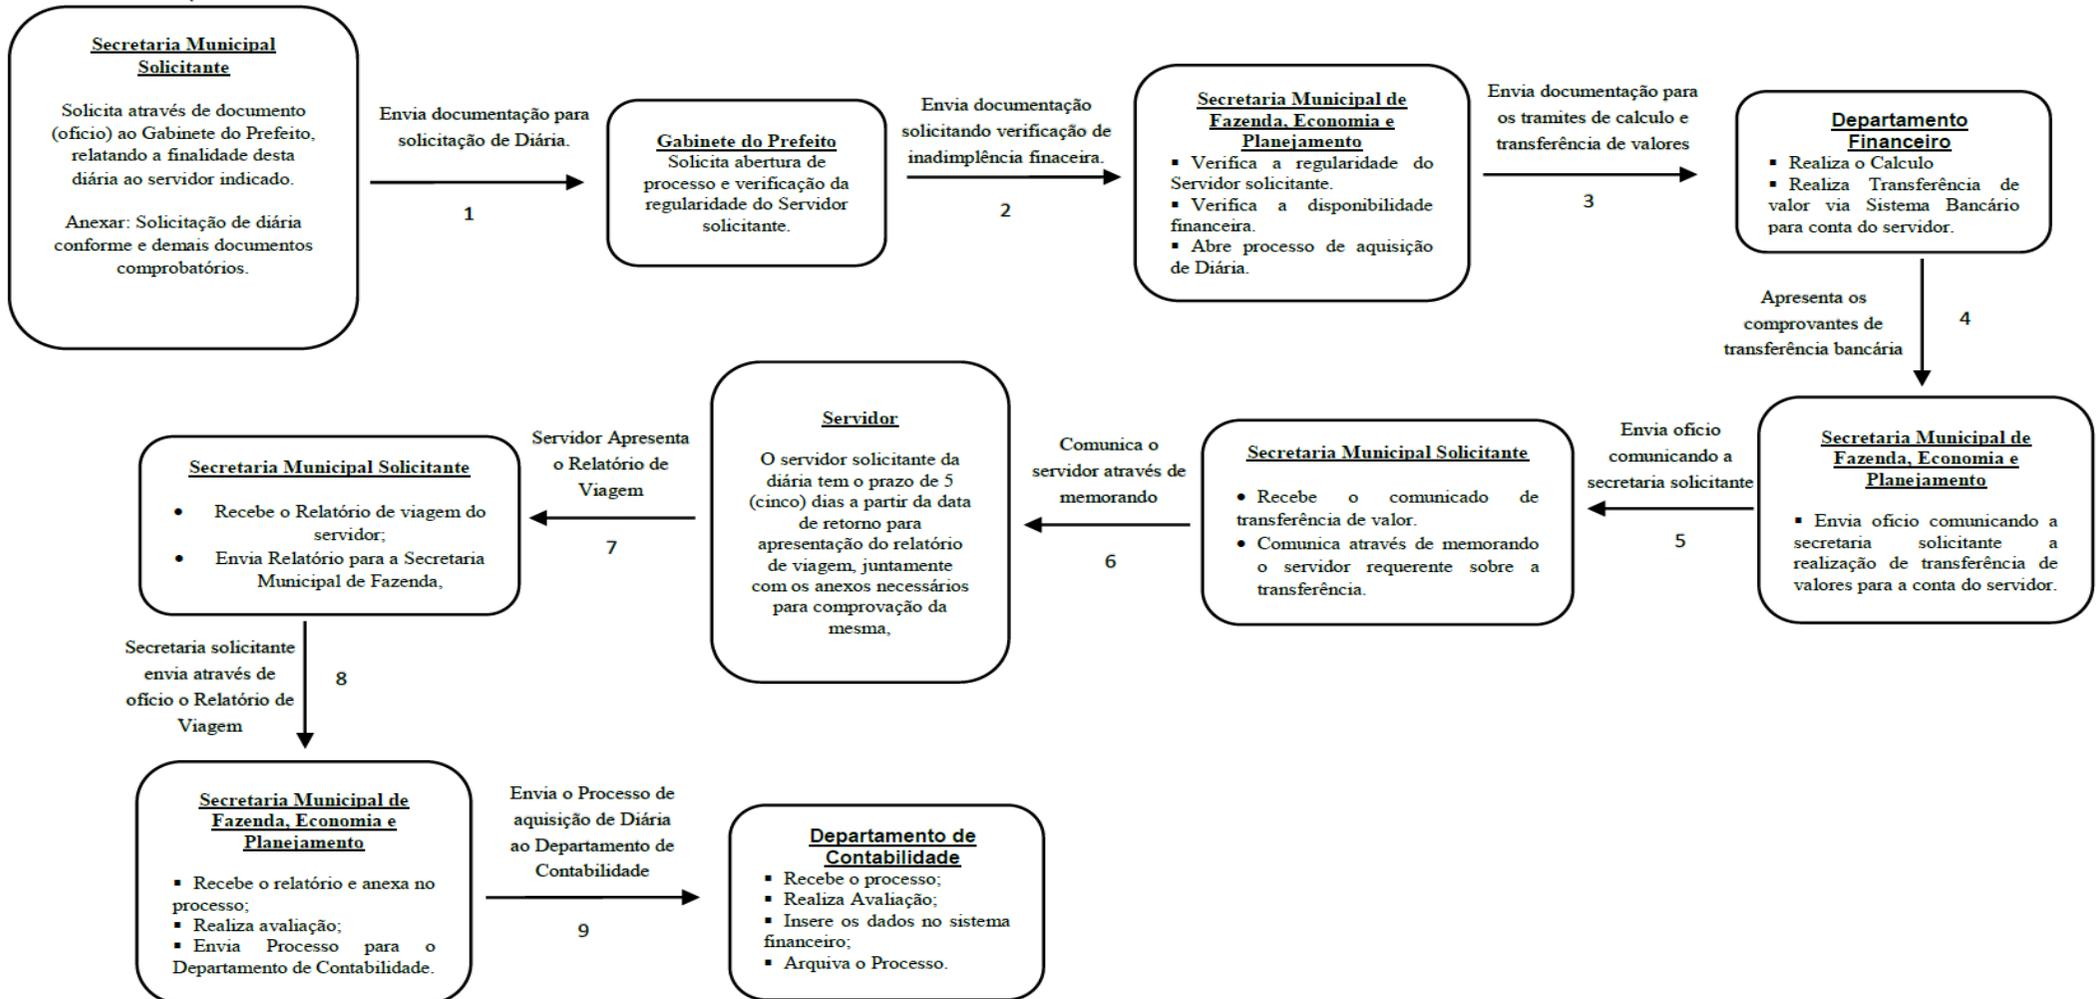 Secretaria Municipal
Solicitante
Solicita através de documento
(ofício) ao Gabinete do Prefeito,
relatando a finalidade desta
diária ao servidor indicado.
Anexar: Solicitação de diária
conforme e demais documentos
comprobatórios.
Envia documentação para
solicitação de Diária.
1
Gabinete do Prefeito
Solicita abertura de
processo e verificação da
regularidade do Servidor
solicitante.
Envia documentação
solicitando verificação de
inadimplência finaceira.
2
Secretaria Municipal de
Fazenda, Economia e
Planejamento
▪ Verifica a regularidade do
Servidor solicitante.
▪ Verifica a disponibilidade
financeira.
▪ Abre processo de aquisição
de Diária.
Envia documentação para
os tramites de calculo e
transferência de valores
3
Departamento
Financeiro
▪ Realiza o Calculo
▪ Realiza Transferência de
valor via Sistema Bancário
para conta do servidor.
Apresenta os
comprovantes de
transferência bancária
4
Secretaria Municipal de
Fazenda, Economia e
Planejamento
▪ Envia ofício comunicando a
secretaria solicitante a
realização de transferência de
valores para a conta do servidor.
Envia ofício
comunicando a
secretaria solicitante
5
Secretaria Municipal Solicitante
• Recebe o comunicado de
transferência de valor.
• Comunica através de memorando
o servidor requerente sobre a
transferência.
Comunica o
servidor através de
memorando
6
Servidor
O servidor solicitante da
diária tem o prazo de 5
(cinco) dias a partir da data
de retorno para
apresentação do relatório
de viagem, juntamente
com os anexos necessários
para comprovação da
mesma,
Servidor Apresenta
o Relatório de
Viagem
7
Secretaria Municipal Solicitante
• Recebe o Relatório de viagem do
servidor;
• Envia Relatório para a Secretaria
Municipal de Fazenda,
Secretaria solicitante
envia através de
ofício o Relatório de
Viagem
8
Secretaria Municipal de
Fazenda, Economia e
Planejamento
▪ Recebe o relatório e anexa no
processo;
▪ Realiza avaliação;
▪ Envia Processo para o
Departamento de Contabilidade.
Envia o Processo de
aquisição de Diária
ao Departamento de
Contabilidade
9
Departamento de
Contabilidade
▪ Recebe o processo;
▪ Realiza Avaliação;
▪ Insere os dados no sistema
financeiro;
▪ Arquiva o Processo.